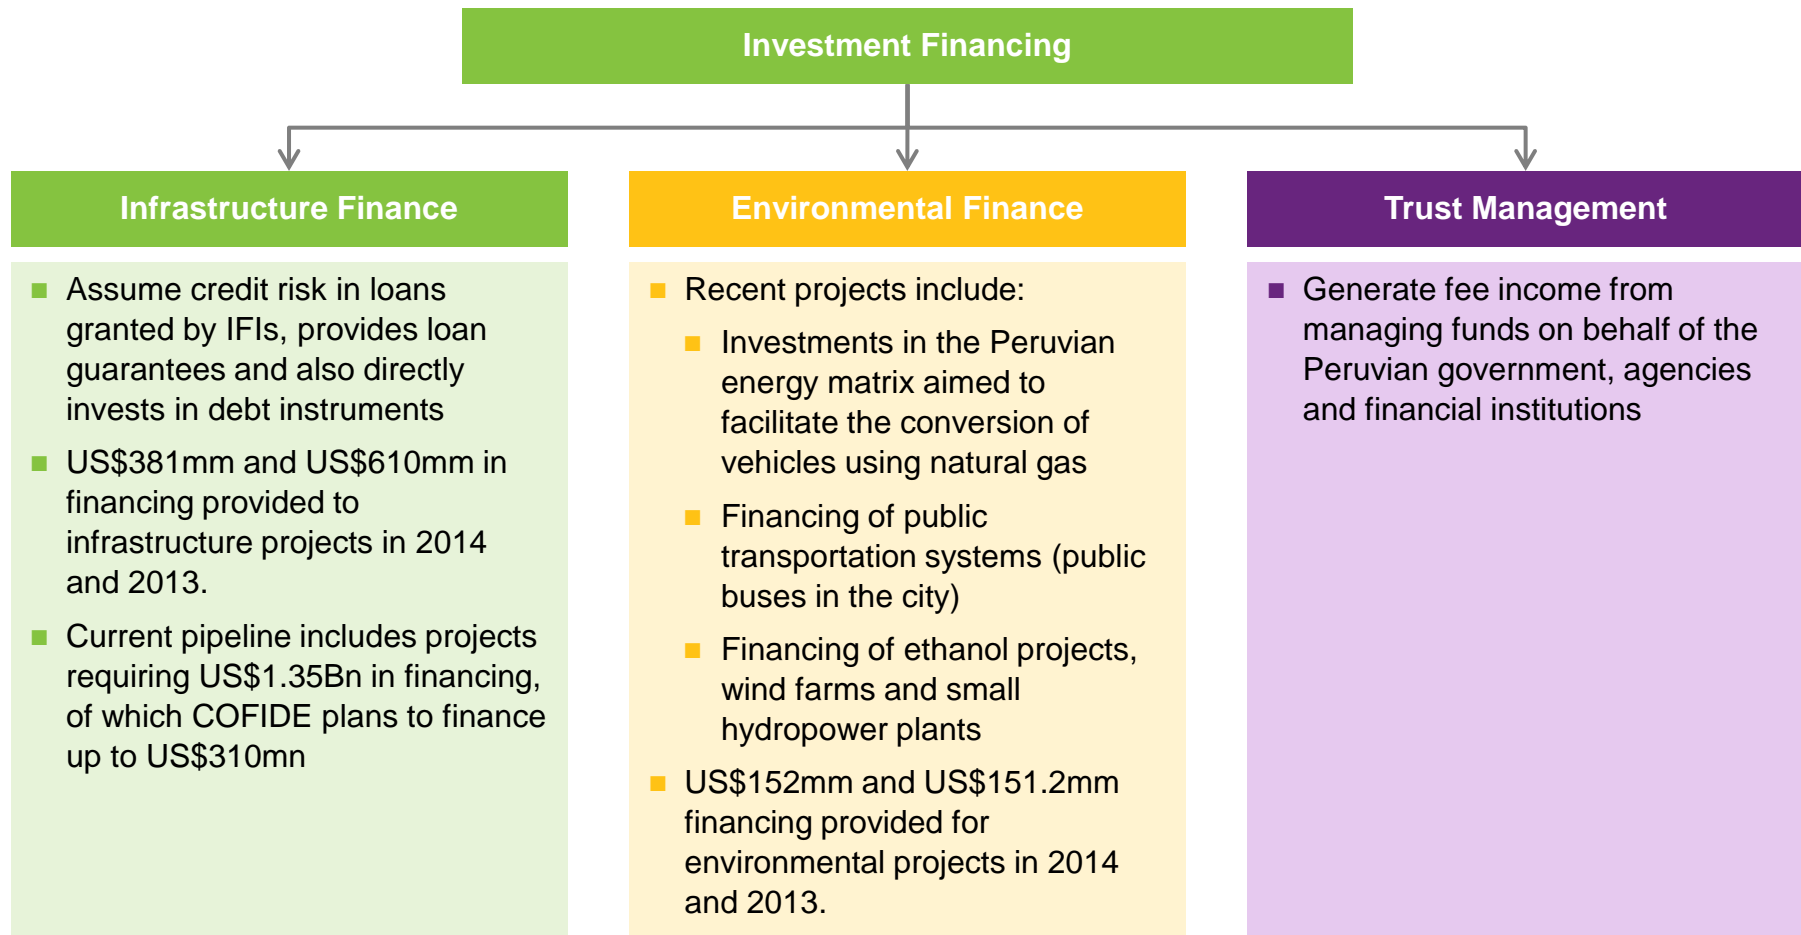 Investment Financing
Infrastructure Finance
Assume credit risk in loans
granted by IFIs, provides loan
guarantees and also directly
invests in debt instruments
US$381mm and US$610mm in
financing provided to
infrastructure projects in 2014
and 2013.
Current pipeline includes projects
requiring US$1.35Bn in financing,
of which COFIDE plans to finance
up to US$310mn
Environmental Finance
Recent projects include:
Investments in the Peruvian
energy matrix aimed to
facilitate the conversion of
vehicles using natural gas
Financing of public
transportation systems (public
buses in the city)
Financing of ethanol projects,
wind farms and small
hydropower plants
US$152mm and US$151.2mm
financing provided for
environmental projects in 2014
and 2013.
Trust Management
Generate fee income from
managing funds on behalf of the
Peruvian government, agencies
and financial institutions